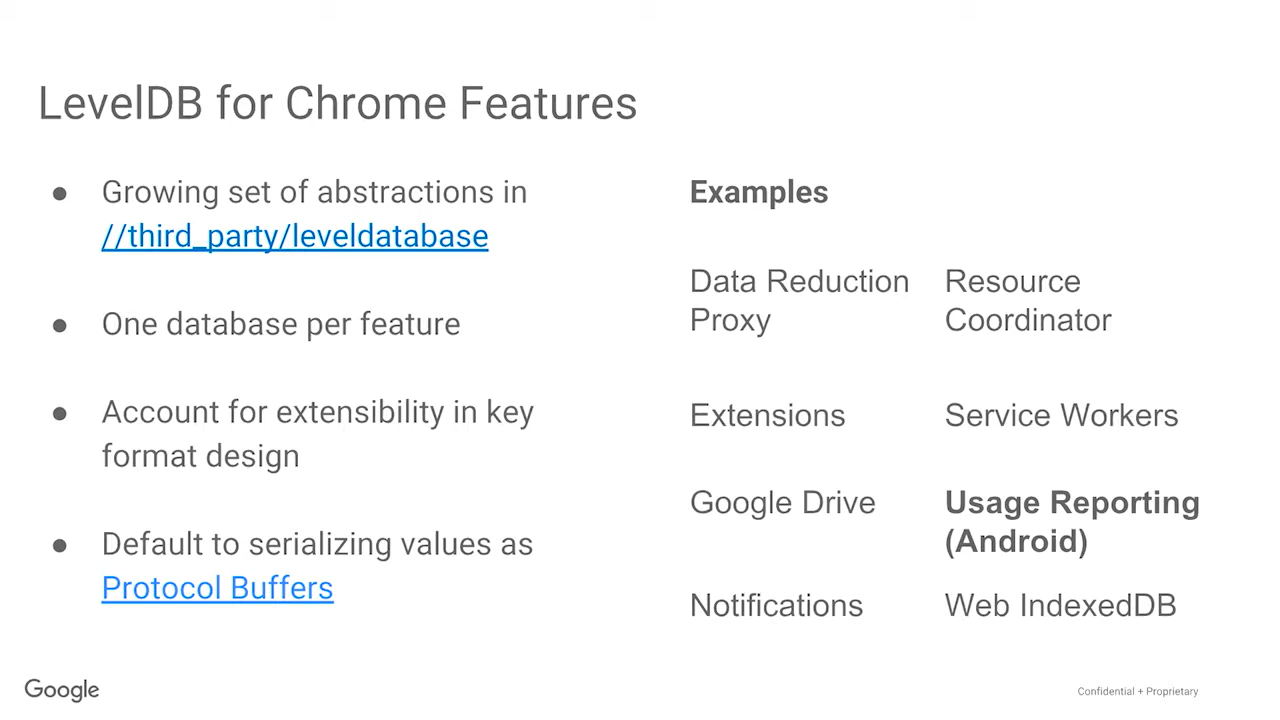 LevelDB for Chrome Features
● Growing set of abstractions in
//third_party/leveldatabase
● One database per feature
● Account for extensibility in key
format design
● Default to serializing values as
Protocol Buffers
Examples
Data Reduction
Proxy
Resource
Coordinator
Extensions
Service Workers
Google Drive
Usage Reporting
(Android)
Notifications
Web IndexedDB
Google
Confidential + Proprietary